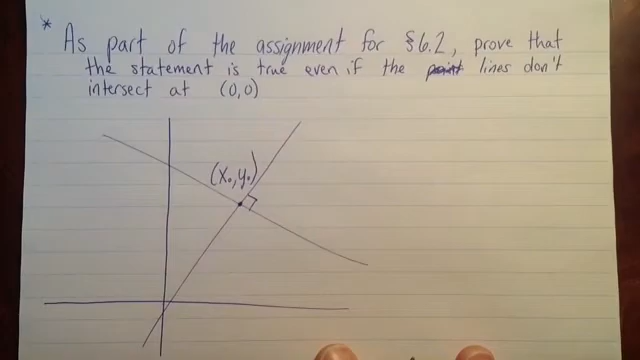 * As part of the assignment for §6.2, prove that
the statement is true even if the lines don't
intersect at (0,0)
(x₀,y₀)